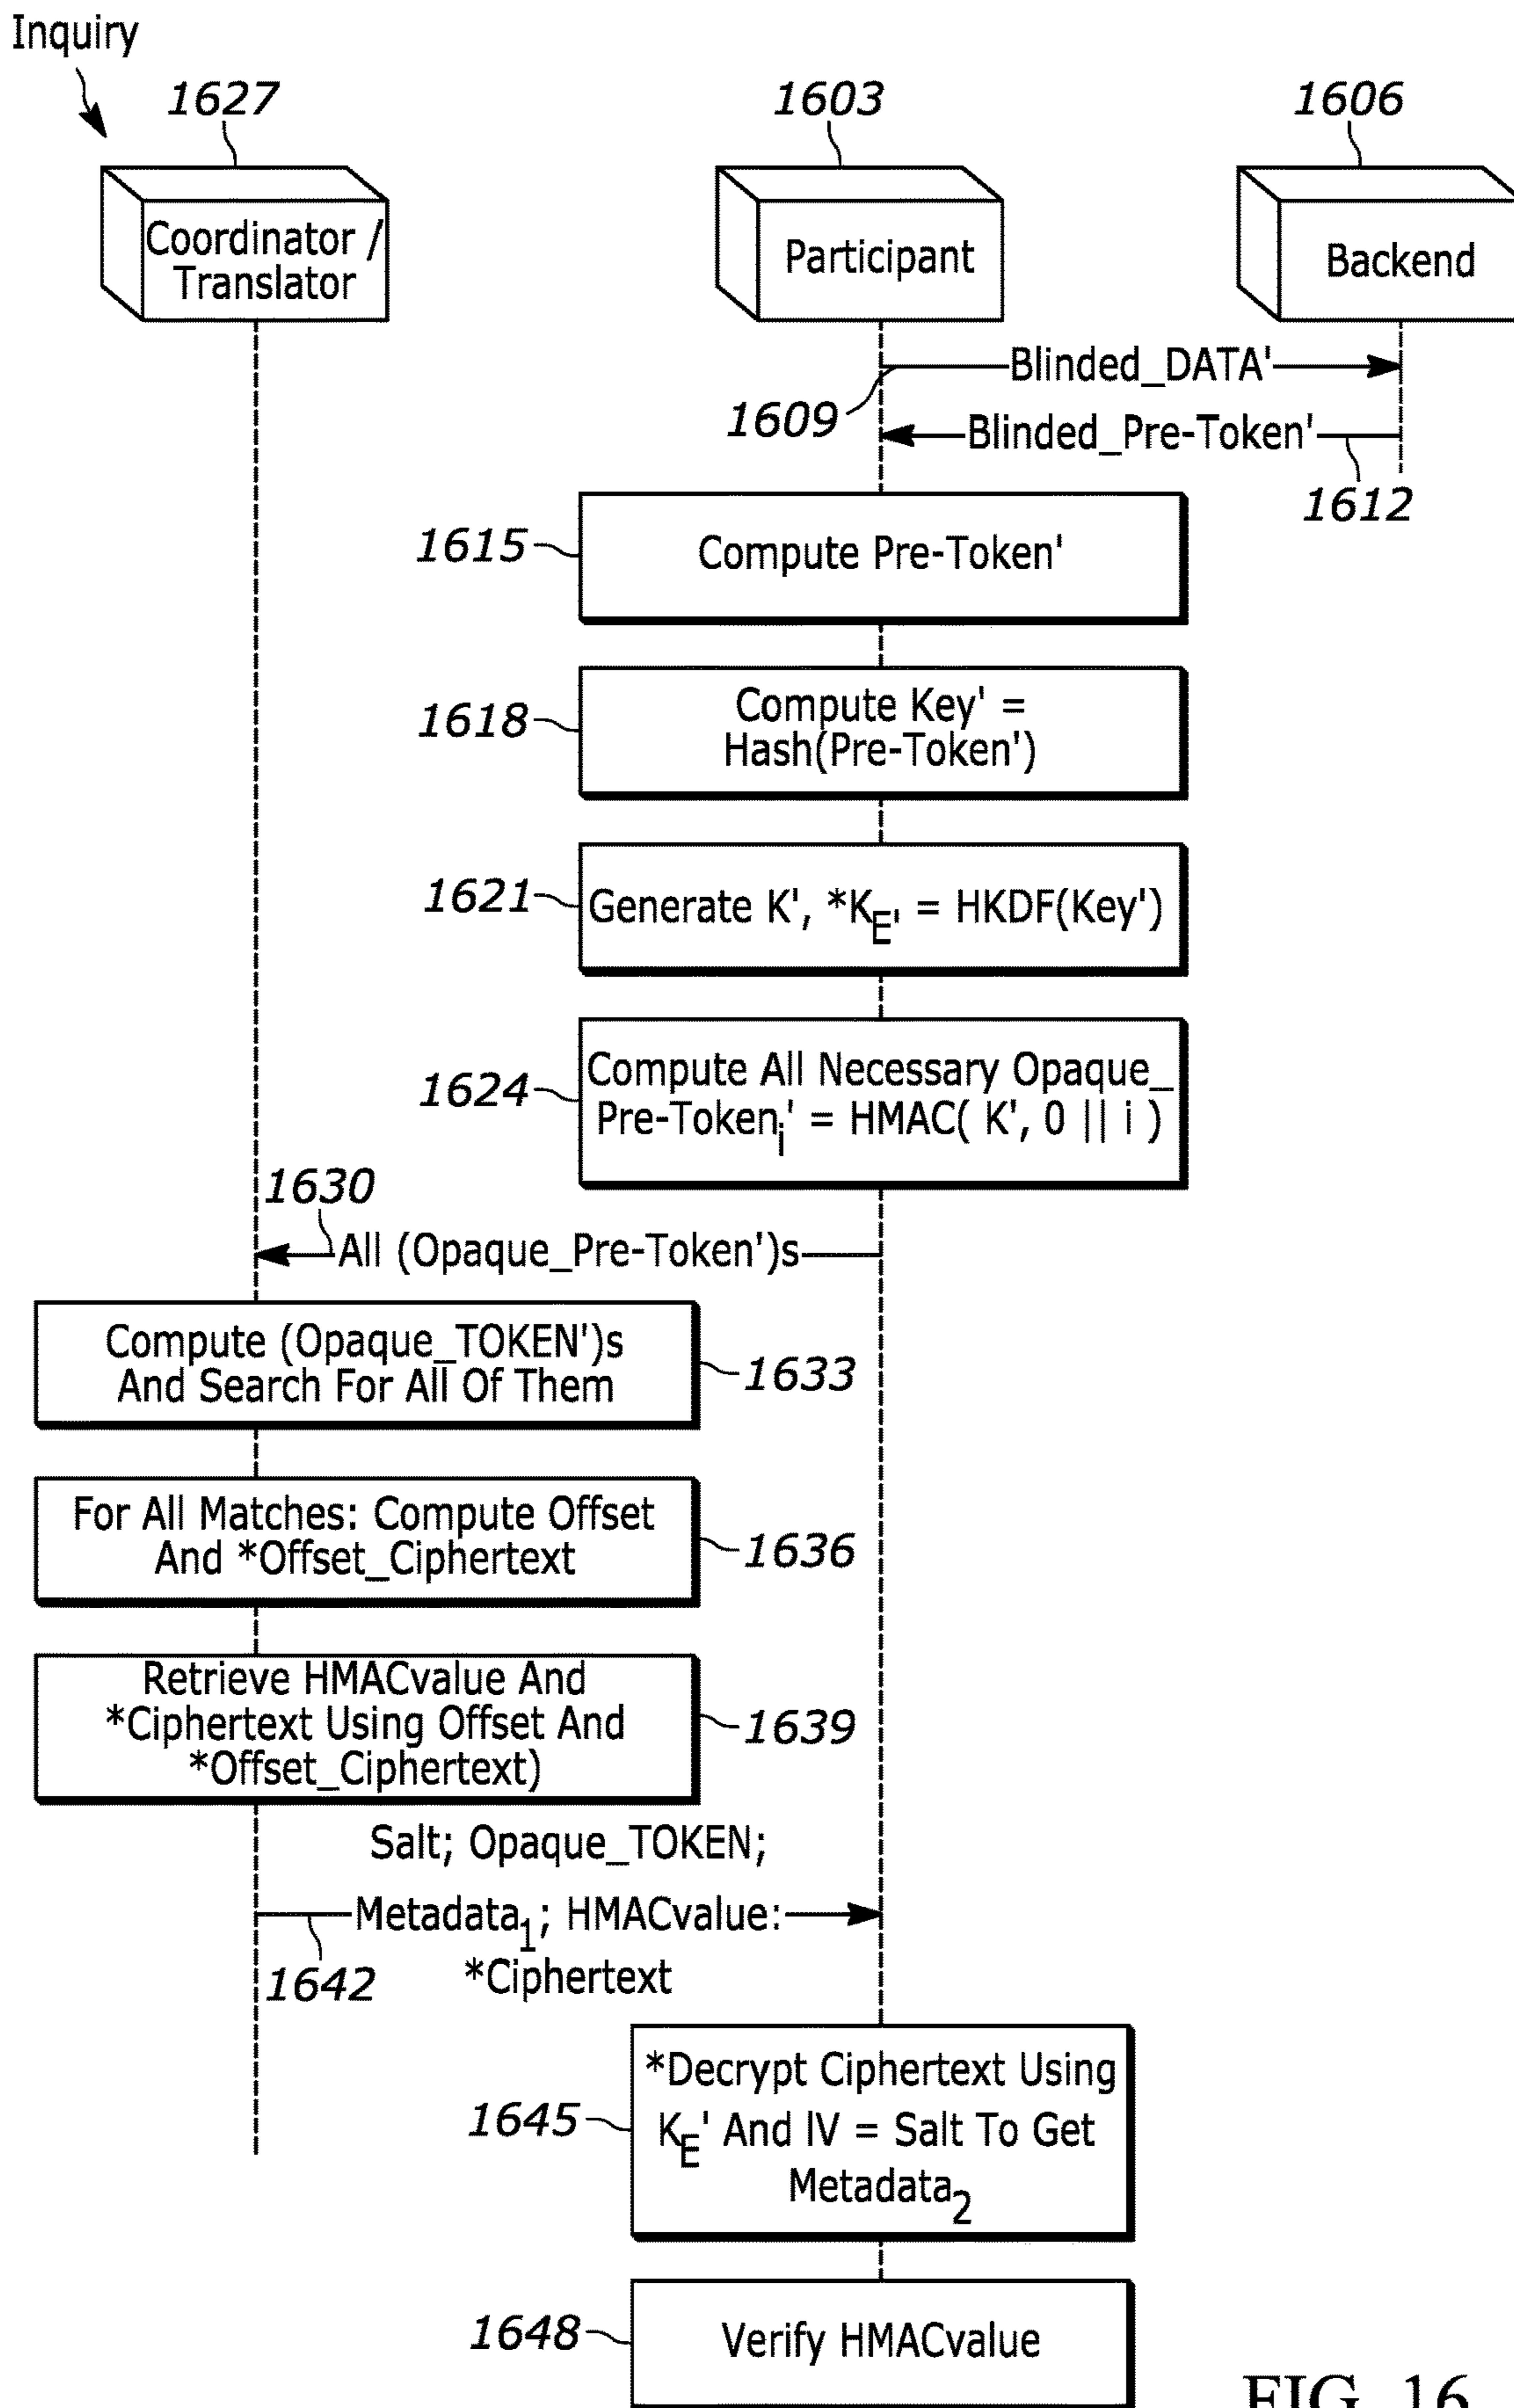 Inquiry
1627
1603
1606
Coordinator /
Translator
Participant
Backend
Blinded_DATA'
1609
Blinded_Pre-Token'
1612
1615
Compute Pre-Token'
1618
Compute Key' =
Hash(Pre-Token')
1621
Generate K', *KE' = HKDF(Key')
1624
Compute All Necessary Opaque_
Pre-Tokeni' = HMAC( K', 0 || i )
1630
All (Opaque_Pre-Token')s
Compute (Opaque_TOKEN')s
And Search For All Of Them
1633
For All Matches: Compute Offset
And *Offset_Ciphertext
1636
Retrieve HMACvalue And
*Ciphertext Using Offset And
*Offset_Ciphertext)
1639
Salt; Opaque_TOKEN;
Metadata1; HMACvalue:
*Ciphertext
1642
*Decrypt Ciphertext Using
KE' And IV = Salt To Get
Metadata2
1645
1648
Verify HMACvalue
FIG. 16